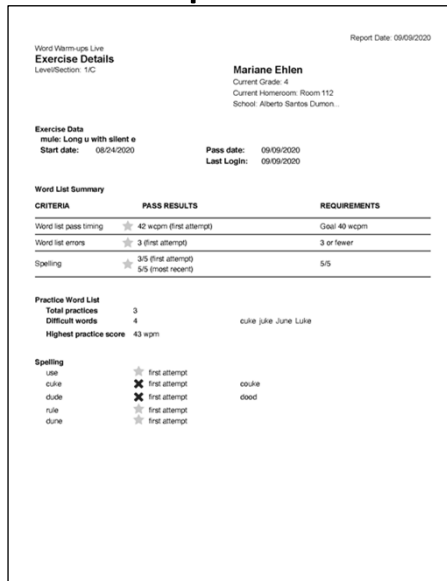 Report Date: 09/09/2020
Word Warm-ups Live
Exercise Details
Level/Section: 1/C
Mariane Ehlen
Current Grade: 4
Current Homeroom: Room 112
School: Alberto Santos Dumon...
Exercise Data
mule: Long u with silent e
Start date: 08/24/2020 Pass date: 09/09/2020
Last Login: 09/09/2020
Word List Summary
CRITERIA PASS RESULTS REQUIREMENTS
Word list pass timing 42 wcpm (first attempt) Goal 40 wcpm
Word list errors 3 (first attempt) 3 or fewer
Spelling 3/5 (first attempt) 5/5
5/5 (most recent)
Practice Word List
Total practices 3
Difficult words 4 cuke juke June Luke
Highest practice score 43 wpm
Spelling
use first attempt
cuke first attempt couke
dude first attempt dood
rule first attempt
dune first attempt